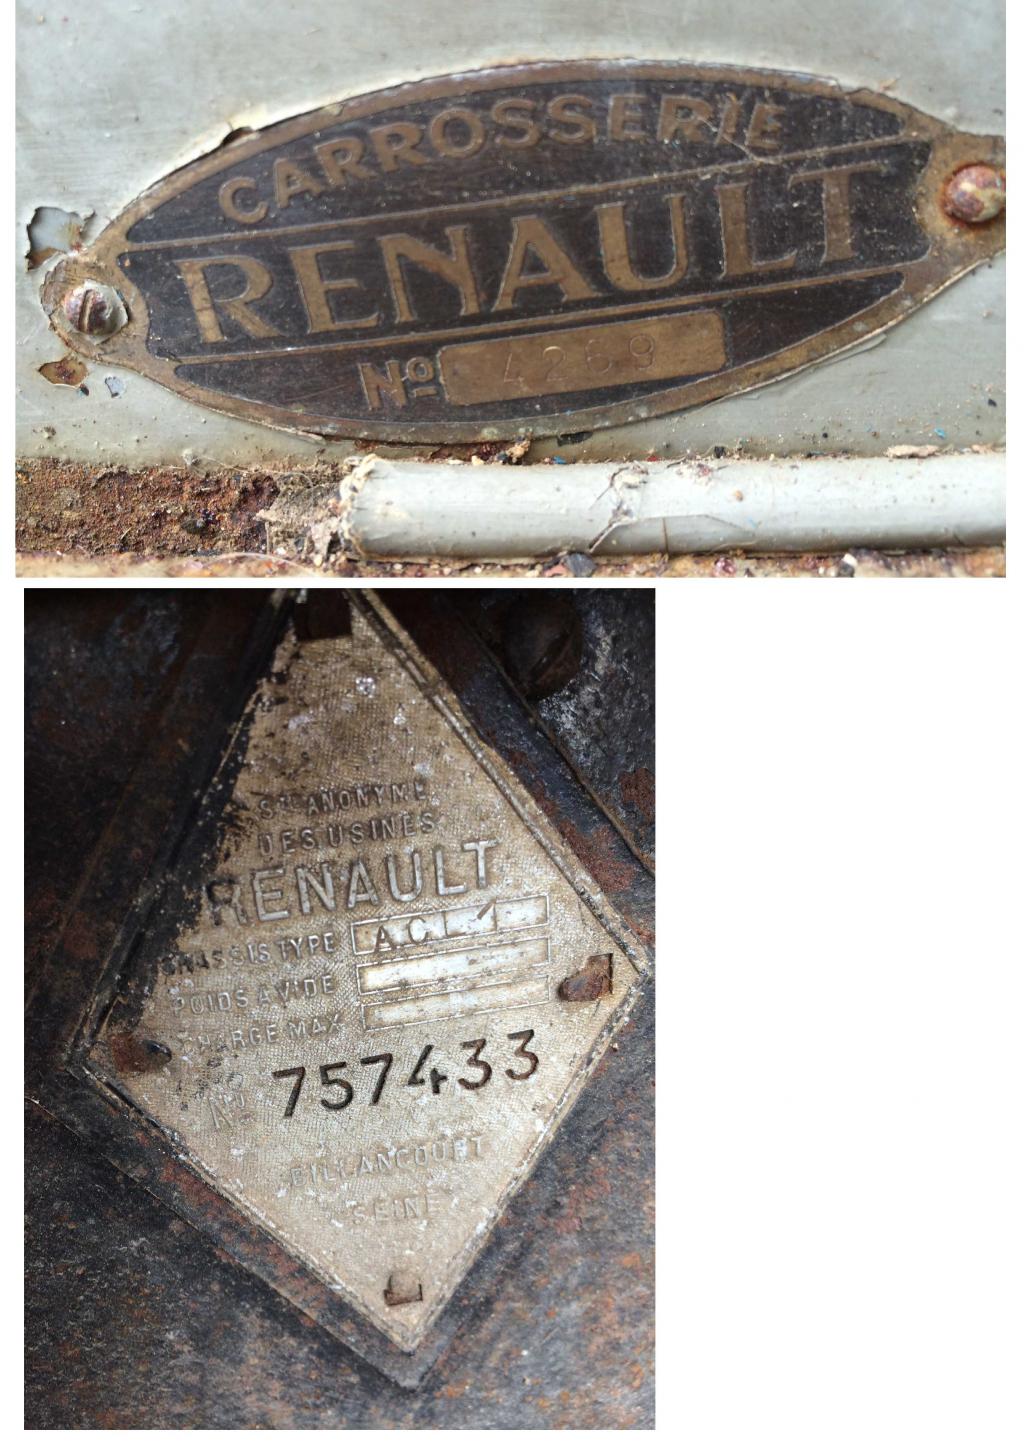 CARROSSERIE
RENAULT
No 4269
Sté ANONYME
DES USINES
RENAULT
CHASSIS TYPE ACL1
POIDS A VIDE
CHARGE MAX
No 757433
BILLANCOURT
SEINE